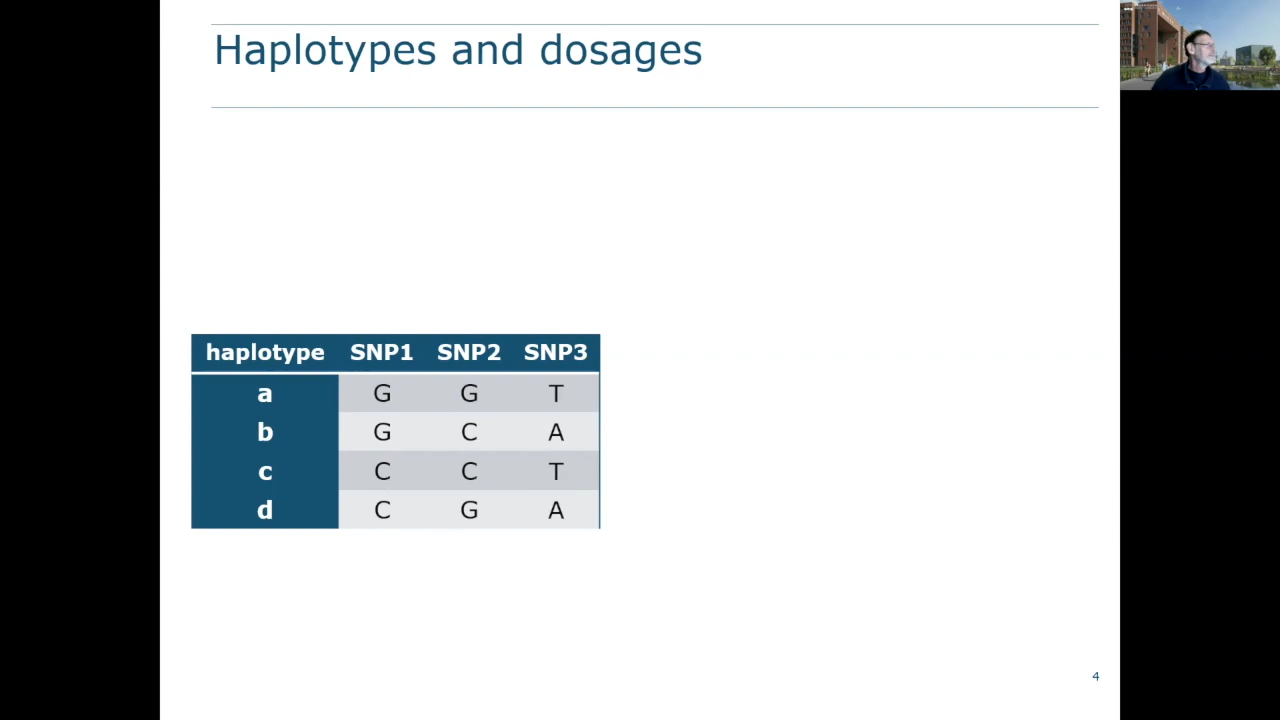 Haplotypes and dosages
haplotype SNP1 SNP2 SNP3
a G G T
b G C A
c C C T
d C G A
4